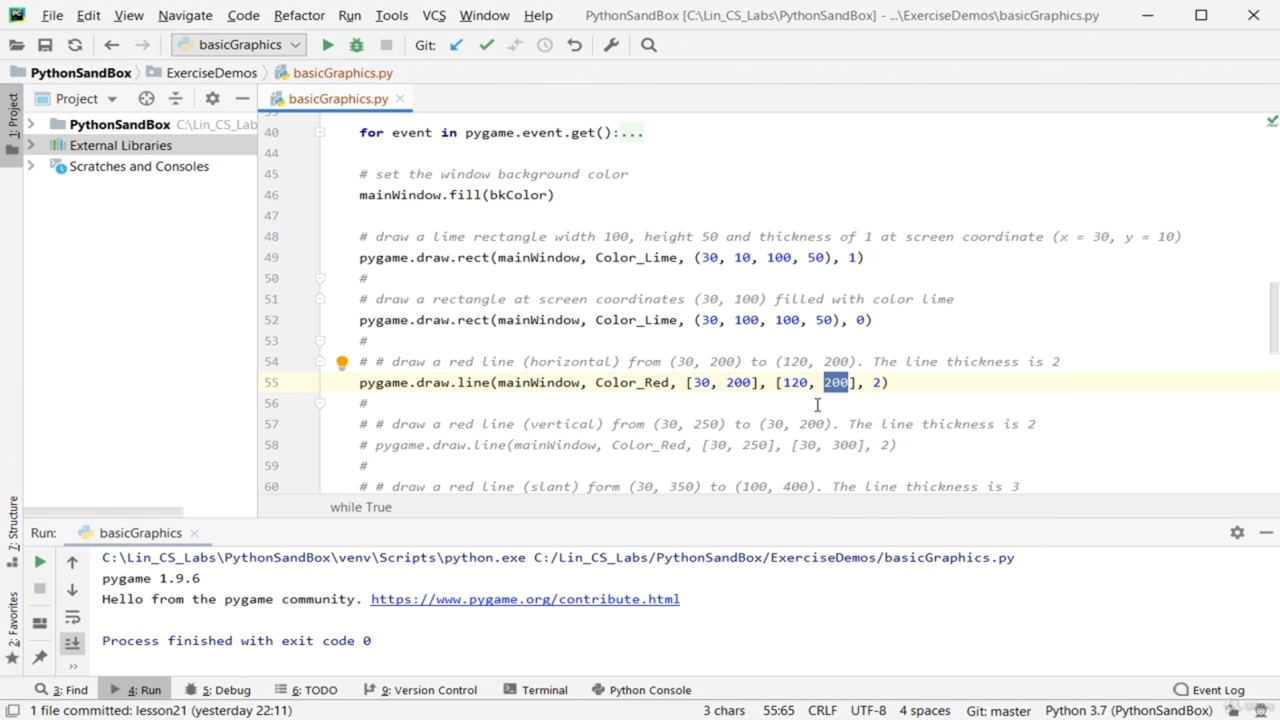 File Edit View Navigate Code Refactor Run Tools VCS Window Help PythonSandBox [C:\Lin_CS_Labs\PythonSandBox] - ...\ExerciseDemos\basicGraphics.py
basicGraphics Git:
PythonSandBox ExerciseDemos basicGraphics.py
Project basicGraphics.py
1: Project
PythonSandBox C:\Lin_CS_Lab
External Libraries
Scratches and Consoles
40 for event in pygame.event.get():...
44
45 # set the window background color
46 mainWindow.fill(bkColor)
47
48 # draw a lime rectangle width 100, height 50 and thickness of 1 at screen coordinate (x = 30, y = 10)
49 pygame.draw.rect(mainWindow, Color_Lime, (30, 10, 100, 50), 1)
50 #
51 # draw a rectangle at screen coordinates (30, 100) filled with color lime
52 pygame.draw.rect(mainWindow, Color_Lime, (30, 100, 100, 50), 0)
53 #
54 # # draw a red line (horizontal) from (30, 200) to (120, 200). The line thickness is 2
55 pygame.draw.line(mainWindow, Color_Red, [30, 200], [120, 200], 2)
56 #
57 # # draw a red line (vertical) from (30, 250) to (30, 200). The line thickness is 2
58 # pygame.draw.line(mainWindow, Color_Red, [30, 250], [30, 300], 2)
59 #
60 # # draw a red line (slant) form (30, 350) to (100, 400). The line thickness is 3
while True
7: Structure
2: Favorites
Run: basicGraphics
C:\Lin_CS_Labs\PythonSandBox\venv\Scripts\python.exe C:/Lin_CS_Labs/PythonSandBox/ExerciseDemos/basicGraphics.py
pygame 1.9.6
Hello from the pygame community. https://www.pygame.org/contribute.html
Process finished with exit code 0
3: Find 4: Run 5: Debug 6: TODO 9: Version Control Terminal Python Console Event Log
1 file committed: lesson21 (yesterday 22:11) 3 chars 55:65 CRLF UTF-8 4 spaces Git: master Python 3.7 (PythonSandBox)